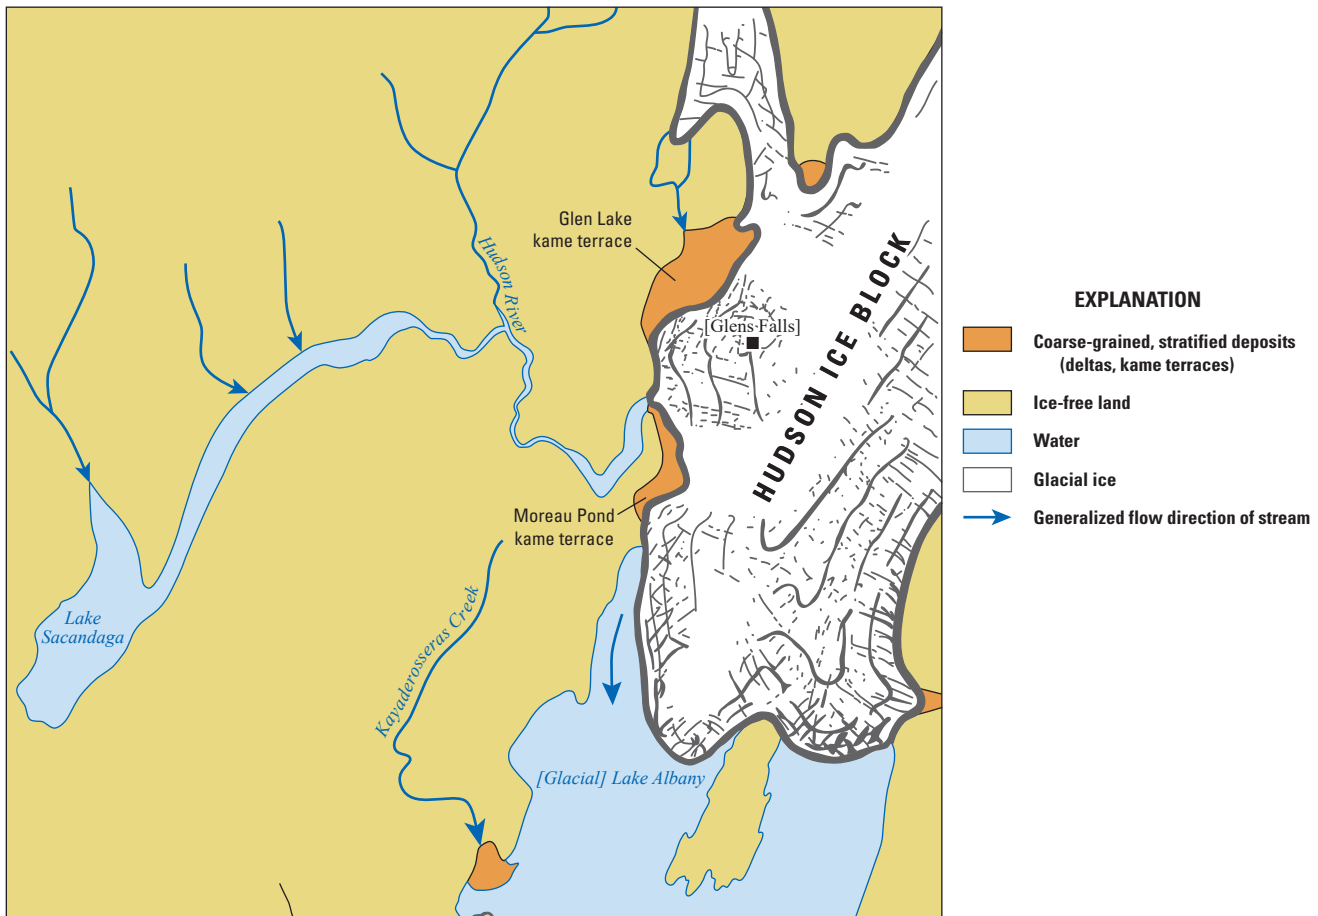 Glen Lake
kame terrace
Hudson River
[Glens Falls]
HUDSON ICE BLOCK
Moreau Pond
kame terrace
Lake
Sacandaga
Kayaderosseras Creek
[Glacial] Lake Albany
EXPLANATION
Coarse-grained, stratified deposits
(deltas, kame terraces)
Ice-free land
Water
Glacial ice
Generalized flow direction of stream